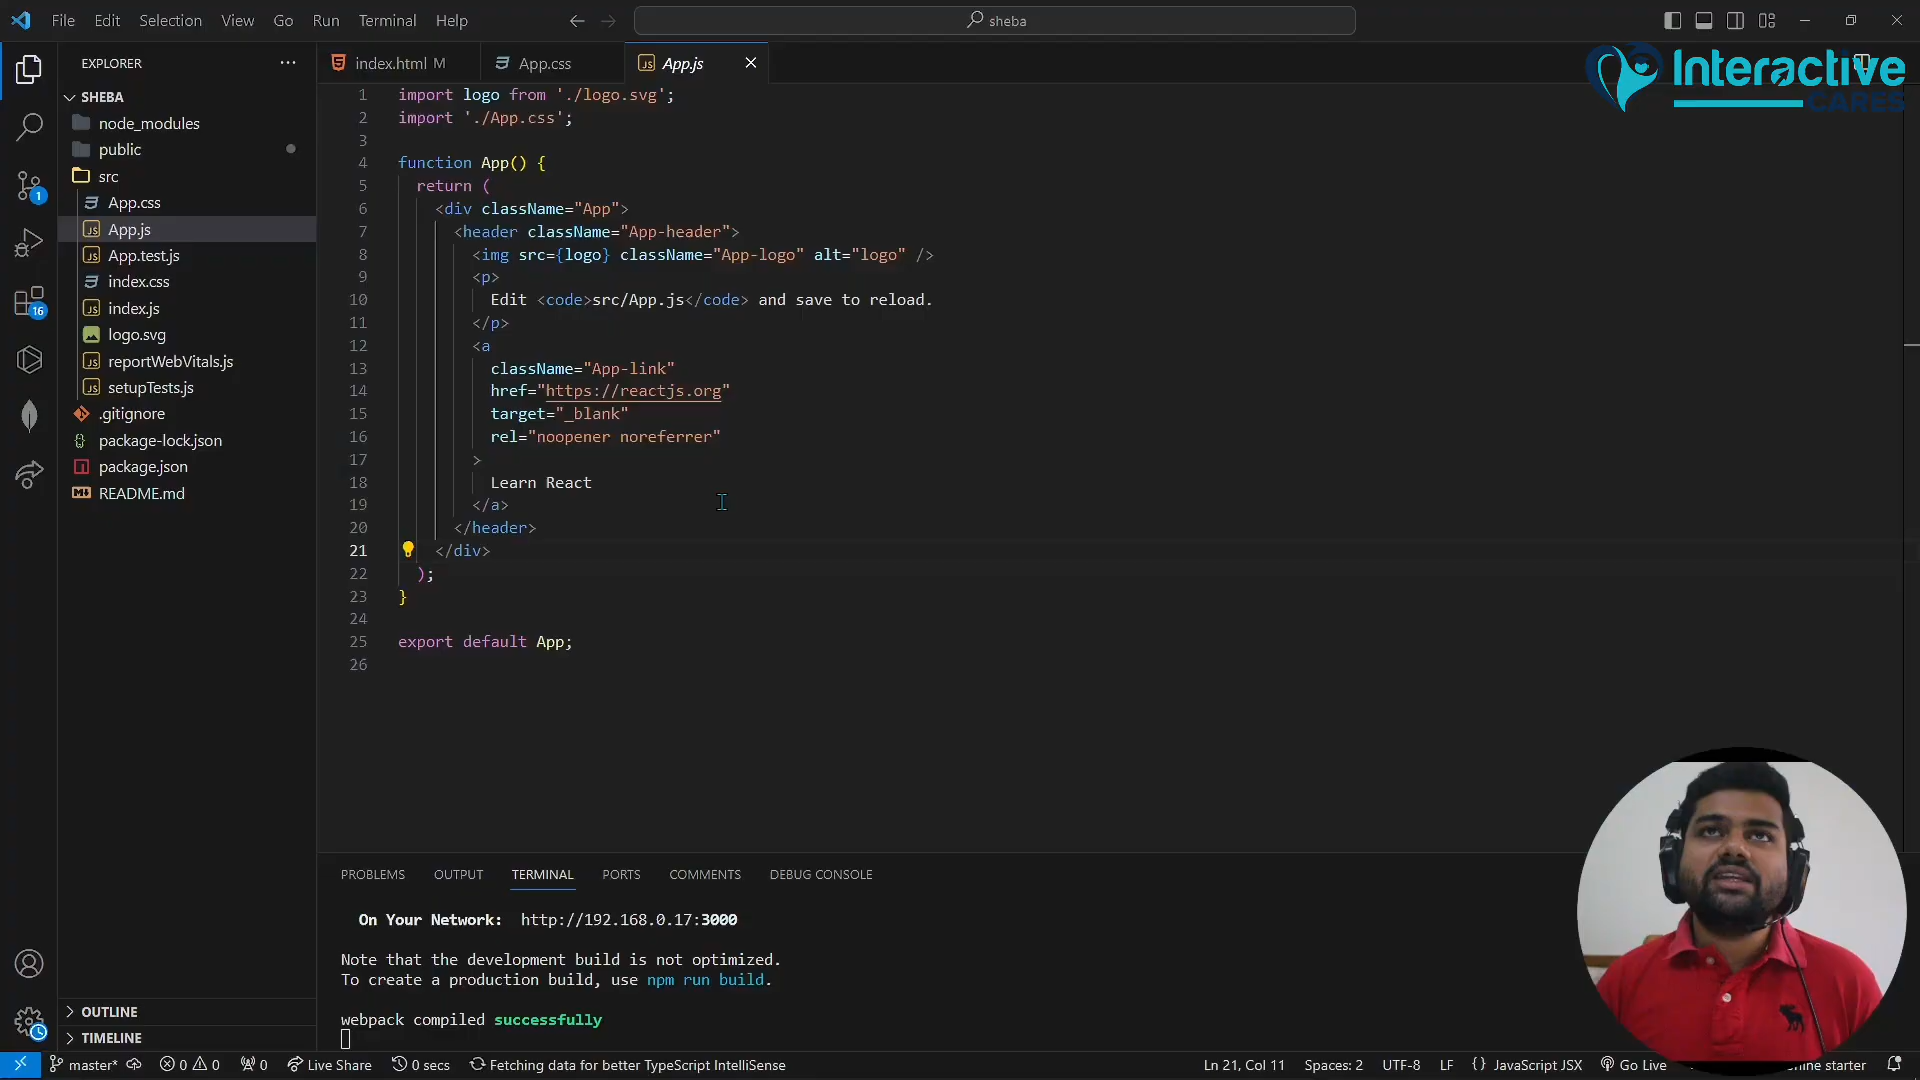 File Edit Selection View Go Run Terminal Help
sheba
Interactive
CARES
EXPLORER
SHEBA
node_modules
public
src
App.css
App.js
App.test.js
index.css
index.js
logo.svg
reportWebVitals.js
setupTests.js
.gitignore
package-lock.json
package.json
README.md
OUTLINE
TIMELINE
1
16
index.html M
App.css
App.js
1 import logo from './logo.svg';
2 import './App.css';
3
4 function App() {
5 return (
6 <div className="App">
7 <header className="App-header">
8 <img src={logo} className="App-logo" alt="logo" />
9 <p>
10 Edit <code>src/App.js</code> and save to reload.
11 </p>
12 <a
13 className="App-link"
14 href="https://reactjs.org"
15 target="_blank"
16 rel="noopener noreferrer"
17 >
18 Learn React
19 </a>
20 </header>
21 </div>
22 );
23 }
24
25 export default App;
26
PROBLEMS OUTPUT TERMINAL PORTS COMMENTS DEBUG CONSOLE
On Your Network: http://192.168.0.17:3000
Note that the development build is not optimized.
To create a production build, use npm run build.
webpack compiled successfully
master* 0 0 0 Live Share 0 secs Fetching data for better TypeScript IntelliSense Ln 21, Col 11 Spaces: 2 UTF-8 LF {} JavaScript JSX Go Live starter